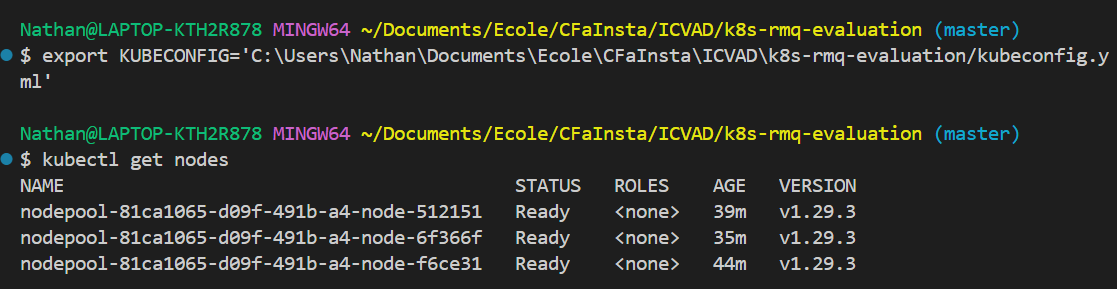 Nathan@LAPTOP-KTH2R878 MINGW64 ~/Documents/Ecole/CFaInsta/ICVAD/k8s-rmq-evaluation (master)
$ export KUBECONFIG='C:\Users\Nathan\Documents\Ecole\CFaInsta\ICVAD\k8s-rmq-evaluation/kubeconfig.y
ml'
Nathan@LAPTOP-KTH2R878 MINGW64 ~/Documents/Ecole/CFaInsta/ICVAD/k8s-rmq-evaluation (master)
$ kubectl get nodes
NAME STATUS ROLES AGE VERSION
nodepool-81ca1065-d09f-491b-a4-node-512151 Ready <none> 39m v1.29.3
nodepool-81ca1065-d09f-491b-a4-node-6f366f Ready <none> 35m v1.29.3
nodepool-81ca1065-d09f-491b-a4-node-f6ce31 Ready <none> 44m v1.29.3